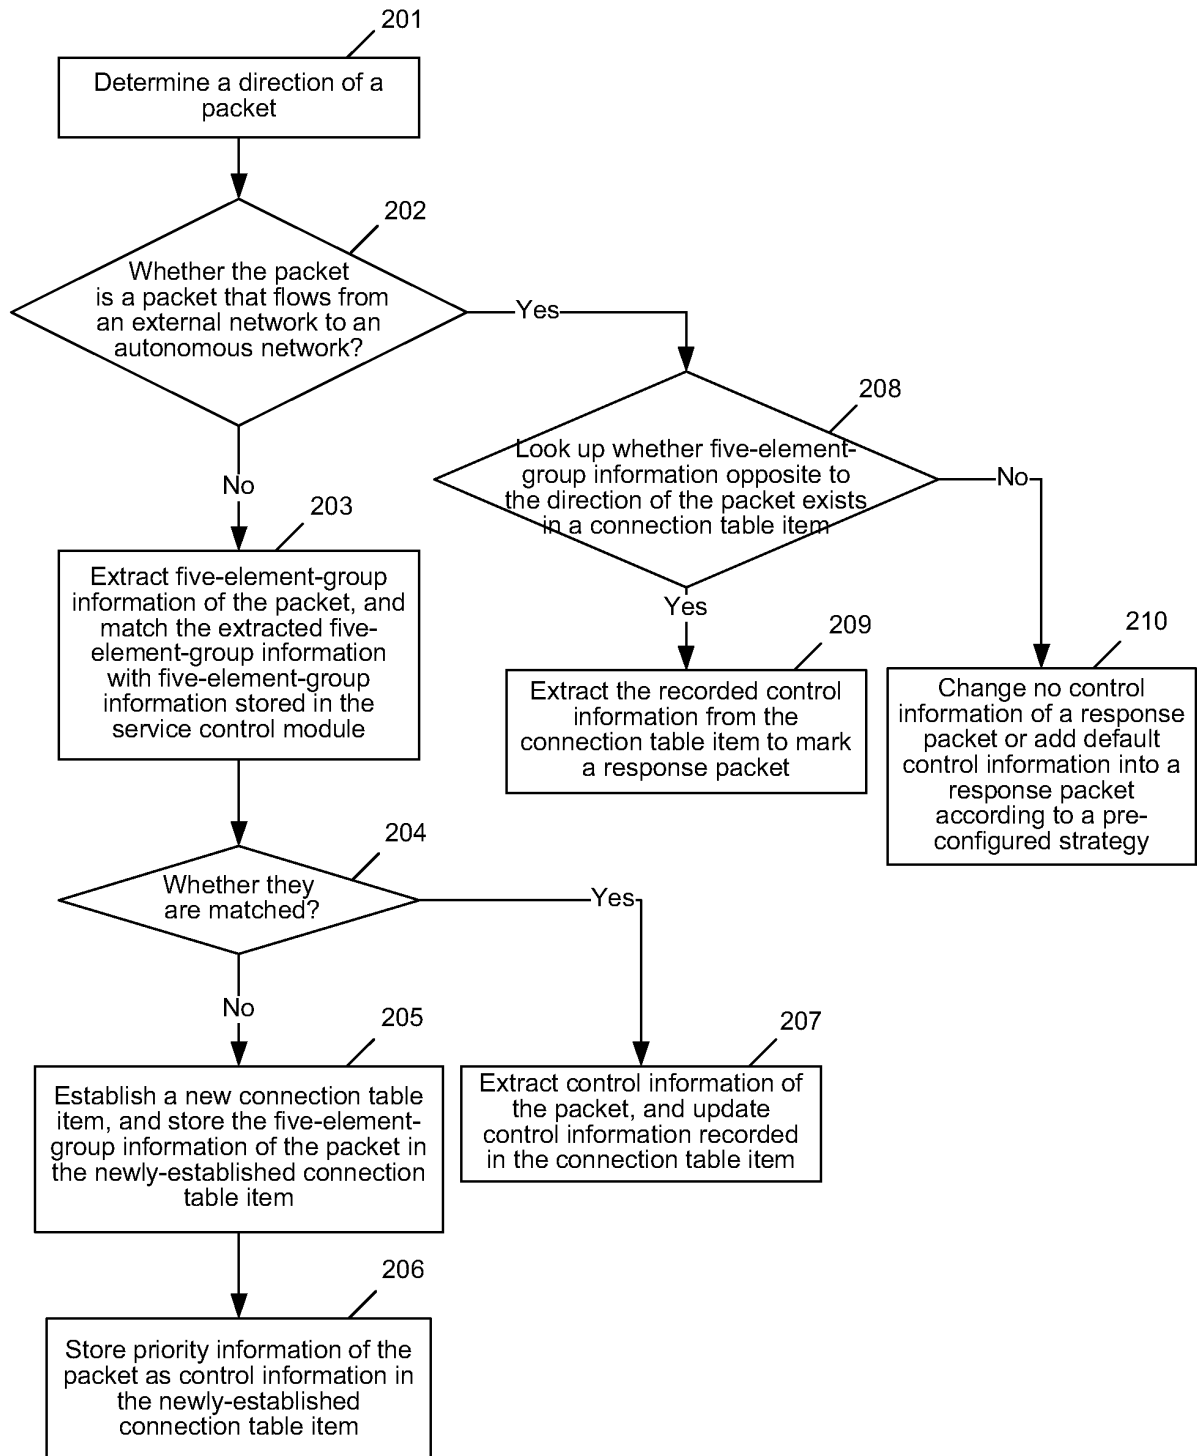 201
Determine a direction of a
packet
202
Whether the packet
is a packet that flows from
an external network to an
autonomous network?
Yes
No
208
Look up whether five-element-
group information opposite to
the direction of the packet exists
in a connection table item
No
Yes
203
Extract five-element-group
information of the packet, and
match the extracted five-
element-group information
with five-element-group
information stored in the
service control module
209
Extract the recorded control
information from the
connection table item to mark
a response packet
210
Change no control
information of a response
packet or add default
control information into a
response packet
according to a pre-
configured strategy
204
Whether they
are matched?
Yes
No
205
Establish a new connection table
item, and store the five-element-
group information of the packet in
the newly-established connection
table item
207
Extract control information of
the packet, and update
control information recorded
in the connection table item
206
Store priority information of the
packet as control information in
the newly-established
connection table item